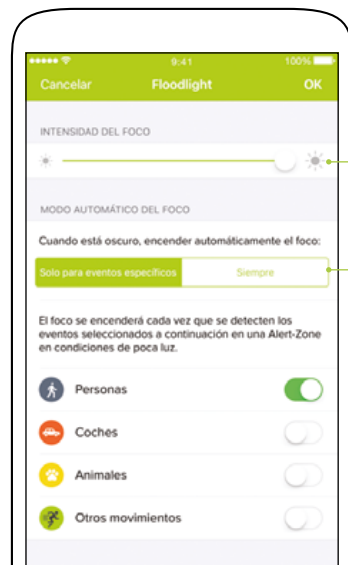 9:41
100%
Cancelar
Floodlight
OK
INTENSIDAD DEL FOCO
MODO AUTOMÁTICO DEL FOCO
Cuando está oscuro, encender automáticamente el foco:
Solo para eventos específicos
Siempre
El foco se encenderá cada vez que se detecten los
eventos seleccionados a continuación en una Alert-Zone
en condiciones de poca luz.
Personas
Coches
Animales
Otros movimientos